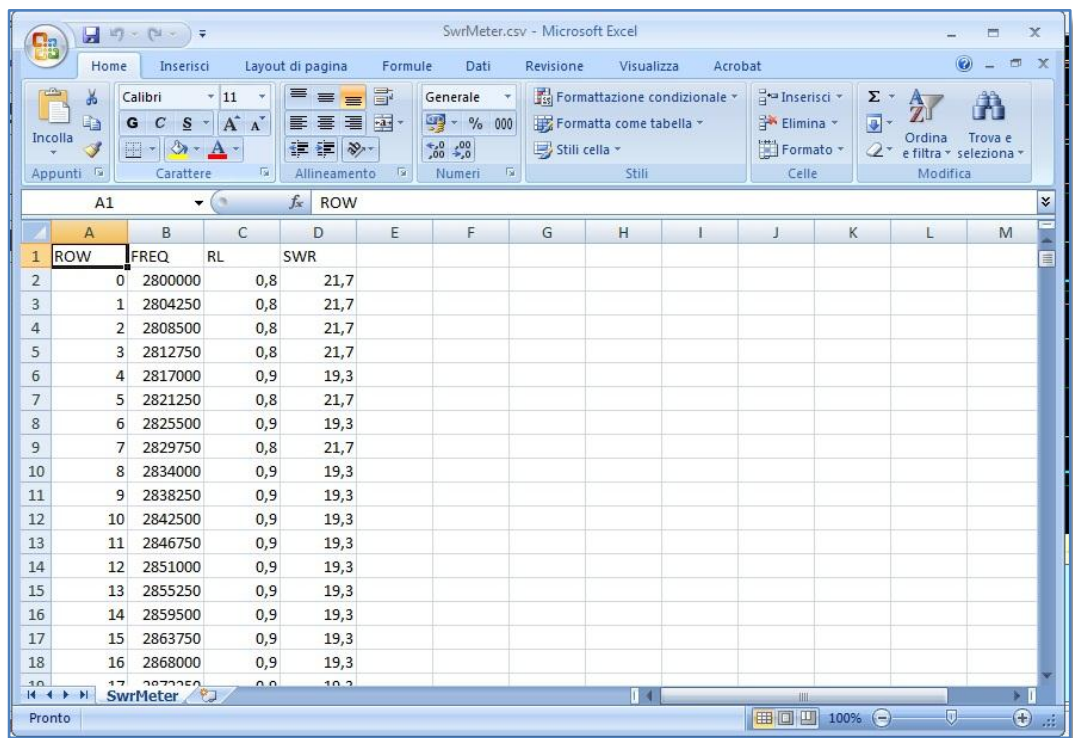 SwrMeter.csv - Microsoft Excel
Home Inserisci Layout di pagina Formule Dati Revisione Visualizza Acrobat
Incolla
Appunti
Calibri 11
G C S A A
A
Carattere
Allineamento
Generale
% 000
,0 ,00
,00 ,0
Numeri
Formattazione condizionale
Formatta come tabella
Stili cella
Stili
Inserisci
Elimina
Formato
Celle
Σ
Ordina e filtra
Trova e seleziona
Modifica
A1 fx ROW
A B C D E F G H I J K L M
1 ROW FREQ RL SWR
2 0 2800000 0,8 21,7
3 1 2804250 0,8 21,7
4 2 2808500 0,8 21,7
5 3 2812750 0,8 21,7
6 4 2817000 0,9 19,3
7 5 2821250 0,8 21,7
8 6 2825500 0,9 19,3
9 7 2829750 0,8 21,7
10 8 2834000 0,9 19,3
11 9 2838250 0,9 19,3
12 10 2842500 0,9 19,3
13 11 2846750 0,9 19,3
14 12 2851000 0,9 19,3
15 13 2855250 0,9 19,3
16 14 2859500 0,9 19,3
17 15 2863750 0,9 19,3
18 16 2868000 0,9 19,3
SwrMeter
Pronto 100%